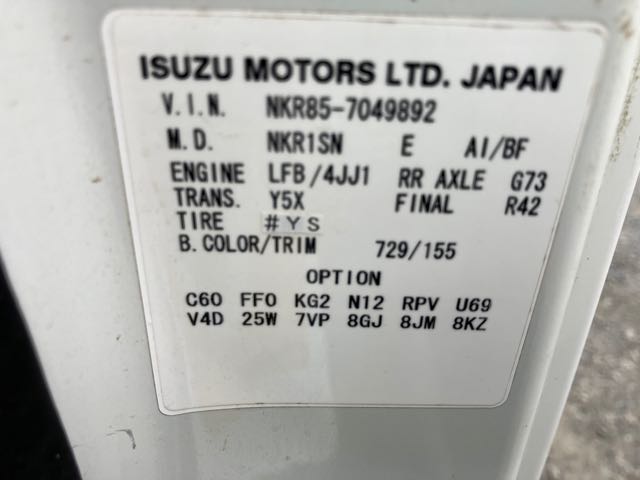 ISUZU MOTORS LTD. JAPAN
V.I.N. NKR85-7049892
M.D. NKR1SN E AI/BF
ENGINE LFB/4JJ1 RR AXLE G73
TRANS. Y5X FINAL R42
TIRE #YS
B.COLOR/TRIM 729/155
OPTION
C60 FF0 KG2 N12 RPV U69
V4D 25W 7VP 8GJ 8JM 8KZ